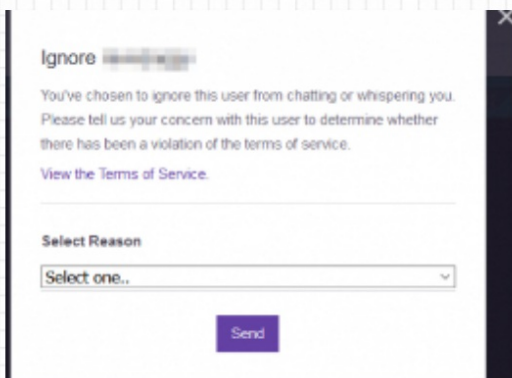 Ignore
You've chosen to ignore this user from chatting or whispering you.
Please tell us your concern with this user to determine whether
there has been a violation of the terms of service.
View the Terms of Service.
Select Reason
Select one..
Send